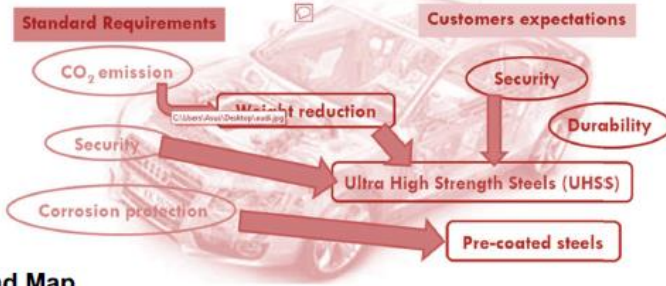 Standard Requirements
Customers expectations
CO₂ emission
Security
Weight reduction
C:\Users\Asus\Desktop\audi.jpg
Durability
Security
Ultra High Strength Steels (UHSS)
Corrosion protection
Pre-coated steels